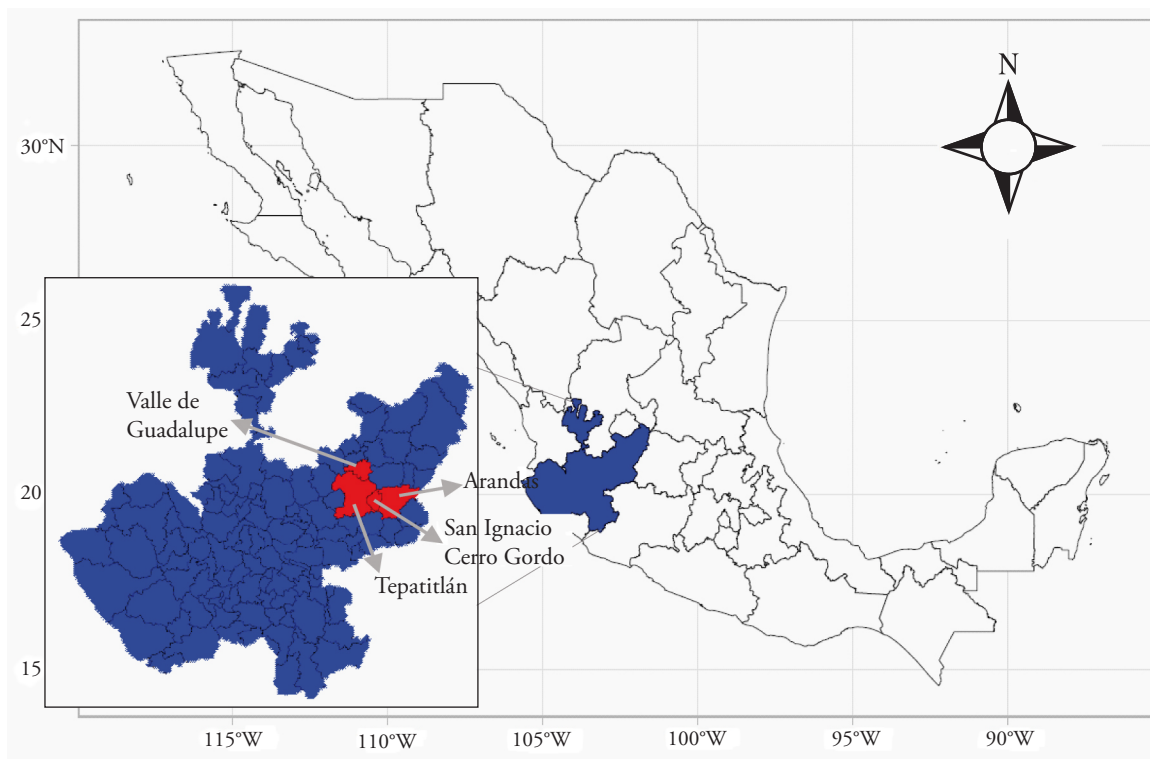 N
30°N
25
20
15
Valle de
Guadalupe
Arandas
San Ignacio
Cerro Gordo
Tepatitlán
115°W
110°W
105°W
100°W
95°W
90°W